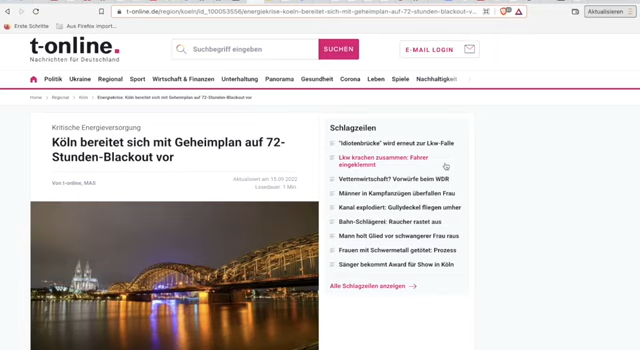 t-online.de/region/koeln/id_100053556/energiekrise-koeln-bereitet-sich-mit-geheimplan-auf-72-stunden-blackout-v...
Aktualisieren
Erste Schritte
Aus Firefox import...
t-online.
Nachrichten für Deutschland
Suchbegriff eingeben
SUCHEN
E-MAIL LOGIN
Politik Ukraine Regional Sport Wirtschaft & Finanzen Unterhaltung Panorama Gesundheit Corona Leben Spiele Nachhaltigkeit
Home Regional Köln Energiekrise: Köln bereitet sich mit Geheimplan auf 72-Stunden-Blackout vor
Kritische Energieversorgung
Köln bereitet sich mit Geheimplan auf 72-
Stunden-Blackout vor
Von t-online, MAS
Aktualisiert am 15.09.2022
Lesedauer: 1 Min.
Schlagzeilen
"Idiotenbrücke" wird erneut zur Lkw-Falle
Lkw krachen zusammen: Fahrer
eingeklemmt
Vetternwirtschaft? Vorwürfe beim WDR
Männer in Kampfanzügen überfallen Frau
Kanal explodiert: Gullydeckel fliegen umher
Bahn-Schlägerei: Raucher rastet aus
Mann holt Glied vor schwangerer Frau raus
Frauen mit Schwermetall getötet: Prozess
Sänger bekommt Award für Show in Köln
Alle Schlagzeilen anzeigen